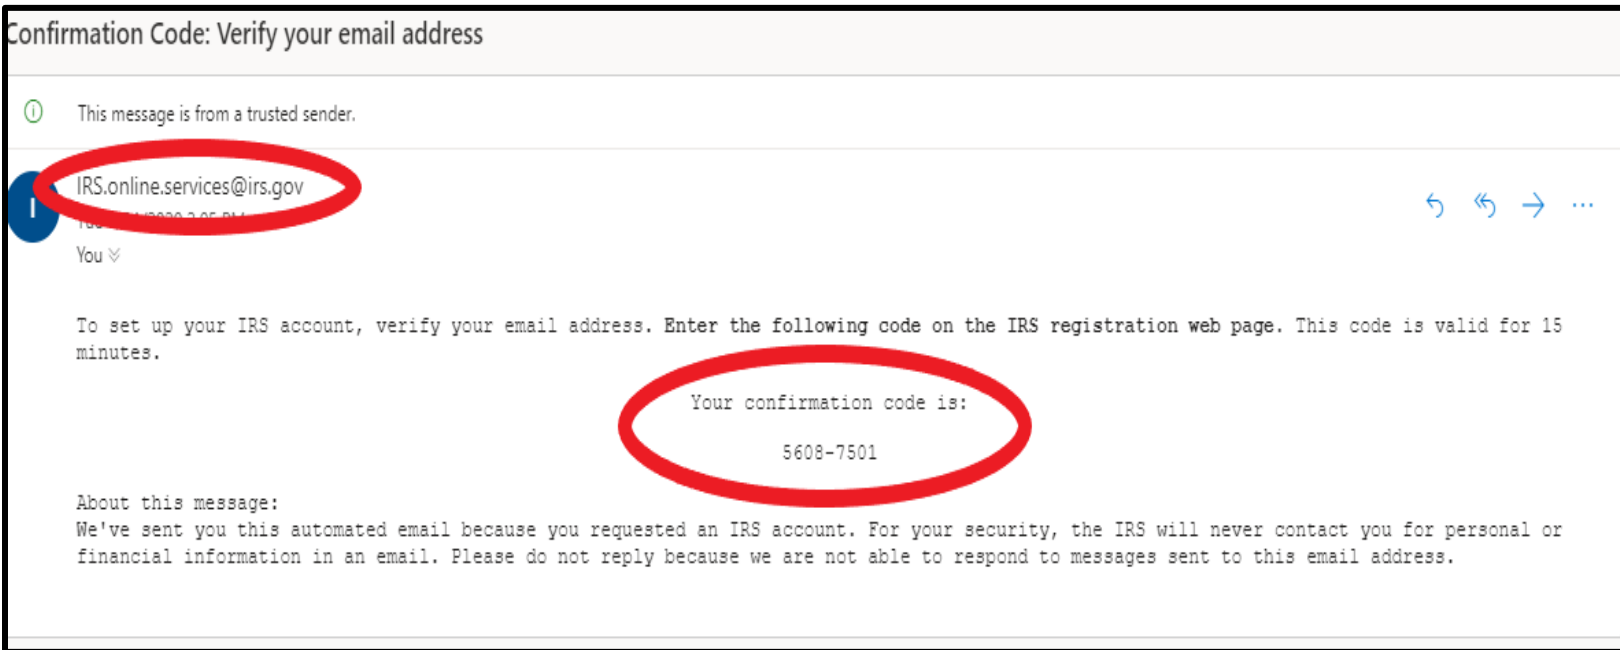 Confirmation Code: Verify your email address
This message is from a trusted sender.
I
IRS.online.services@irs.gov
2:05 PM
You
To set up your IRS account, verify your email address. Enter the following code on the IRS registration web page. This code is valid for 15
minutes.
Your confirmation code is:
5608-7501
About this message:
We've sent you this automated email because you requested an IRS account. For your security, the IRS will never contact you for personal or
financial information in an email. Please do not reply because we are not able to respond to messages sent to this email address.